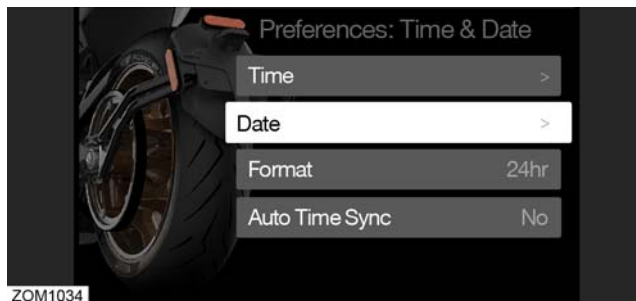 Preferences: Time & Date
Time >
Date >
Format 24hr
Auto Time Sync No
ZOM1034